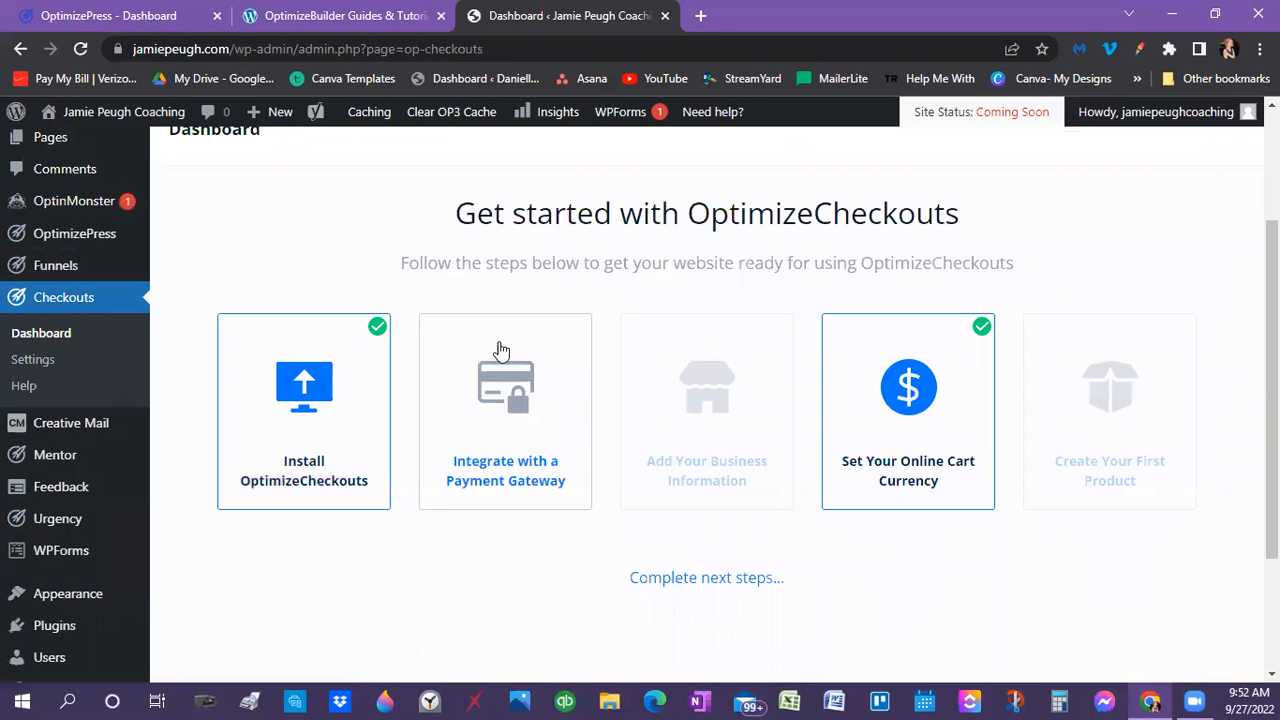 OptimizePress - Dashboard
OptimizeBuilder Guides & Tutori
Dashboard ‹ Jamie Peugh Coachi
jamiepeugh.com/wp-admin/admin.php?page=op-checkouts
Pay My Bill | Verizo...
My Drive - Google...
Canva Templates
Dashboard ‹ Daniell...
Asana
YouTube
StreamYard
MailerLite
TR Help Me With
Canva- My Designs
»
Other bookmarks
Jamie Peugh Coaching
0
New
Caching
Clear OP3 Cache
Insights
WPForms 1
Need help?
Site Status: Coming Soon
Howdy, jamiepeughcoaching
Pages
Comments
OptinMonster 1
OptimizePress
Funnels
Checkouts
Dashboard
Settings
Help
CM Creative Mail
Mentor
Feedback
Urgency
WPForms
Appearance
Plugins
Users
Dashboard
Get started with OptimizeCheckouts
Follow the steps below to get your website ready for using OptimizeCheckouts
Install
OptimizeCheckouts
Integrate with a
Payment Gateway
Add Your Business
Information
$
Set Your Online Cart
Currency
Create Your First
Product
Complete next steps...
99+
9:52 AM
9/27/2022